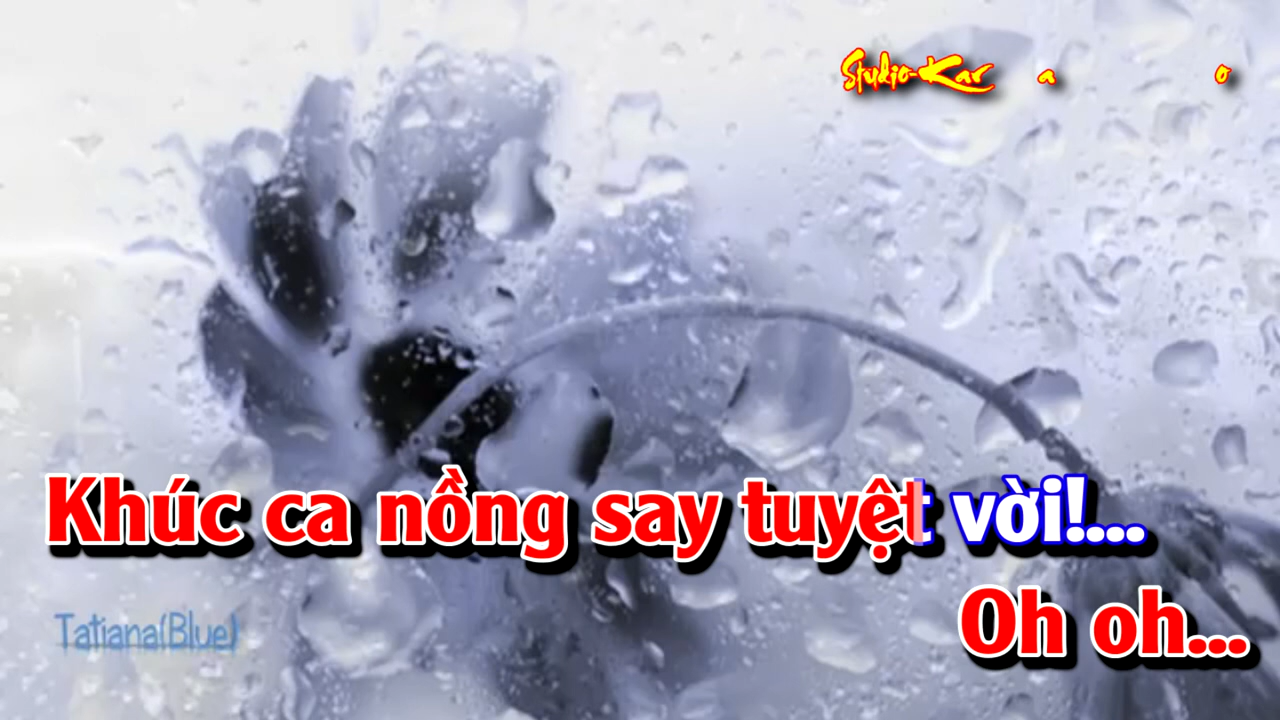 Studio-Kar a o
Khúc ca nồng say tuyệt vời!...
Oh oh...
Tatiana(Blue)